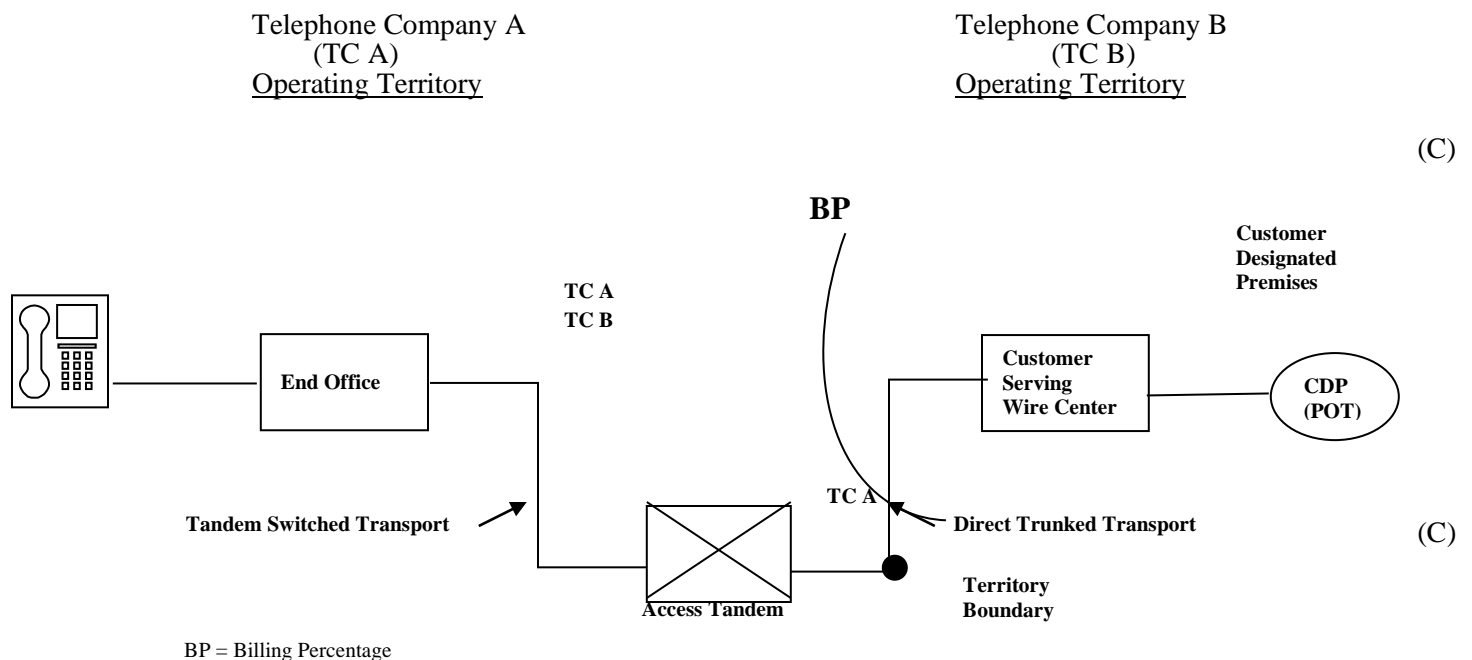 Telephone Company A
(TC A)
Operating Territory
Telephone Company B
(TC B)
Operating Territory
(C)
BP
Customer
Designated
Premises
TC A
TC B
End Office
Customer
Serving
Wire Center
CDP
(POT)
TC A
Tandem Switched Transport
Direct Trunked Transport
(C)
Territory
Boundary
Access Tandem
BP = Billing Percentage